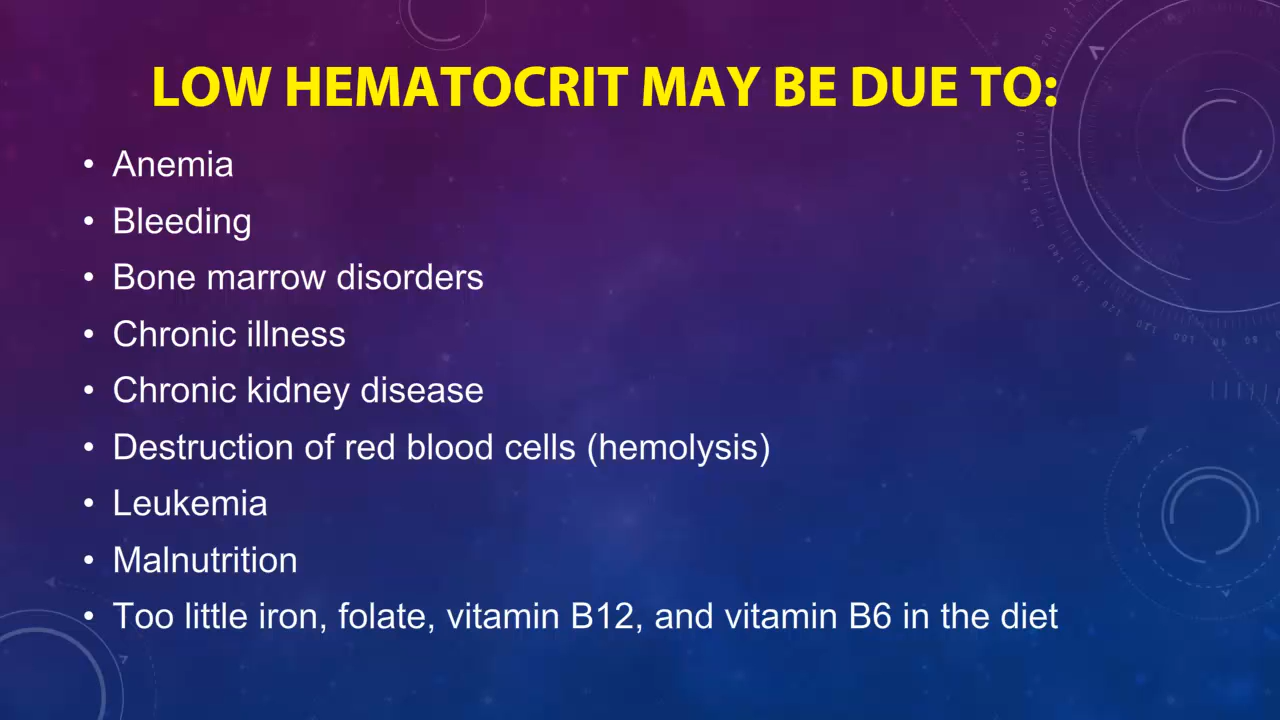 LOW HEMATOCRIT MAY BE DUE TO:
• Anemia
• Bleeding
• Bone marrow disorders
• Chronic illness
• Chronic kidney disease
• Destruction of red blood cells (hemolysis)
• Leukemia
• Malnutrition
• Too little iron, folate, vitamin B12, and vitamin B6 in the diet